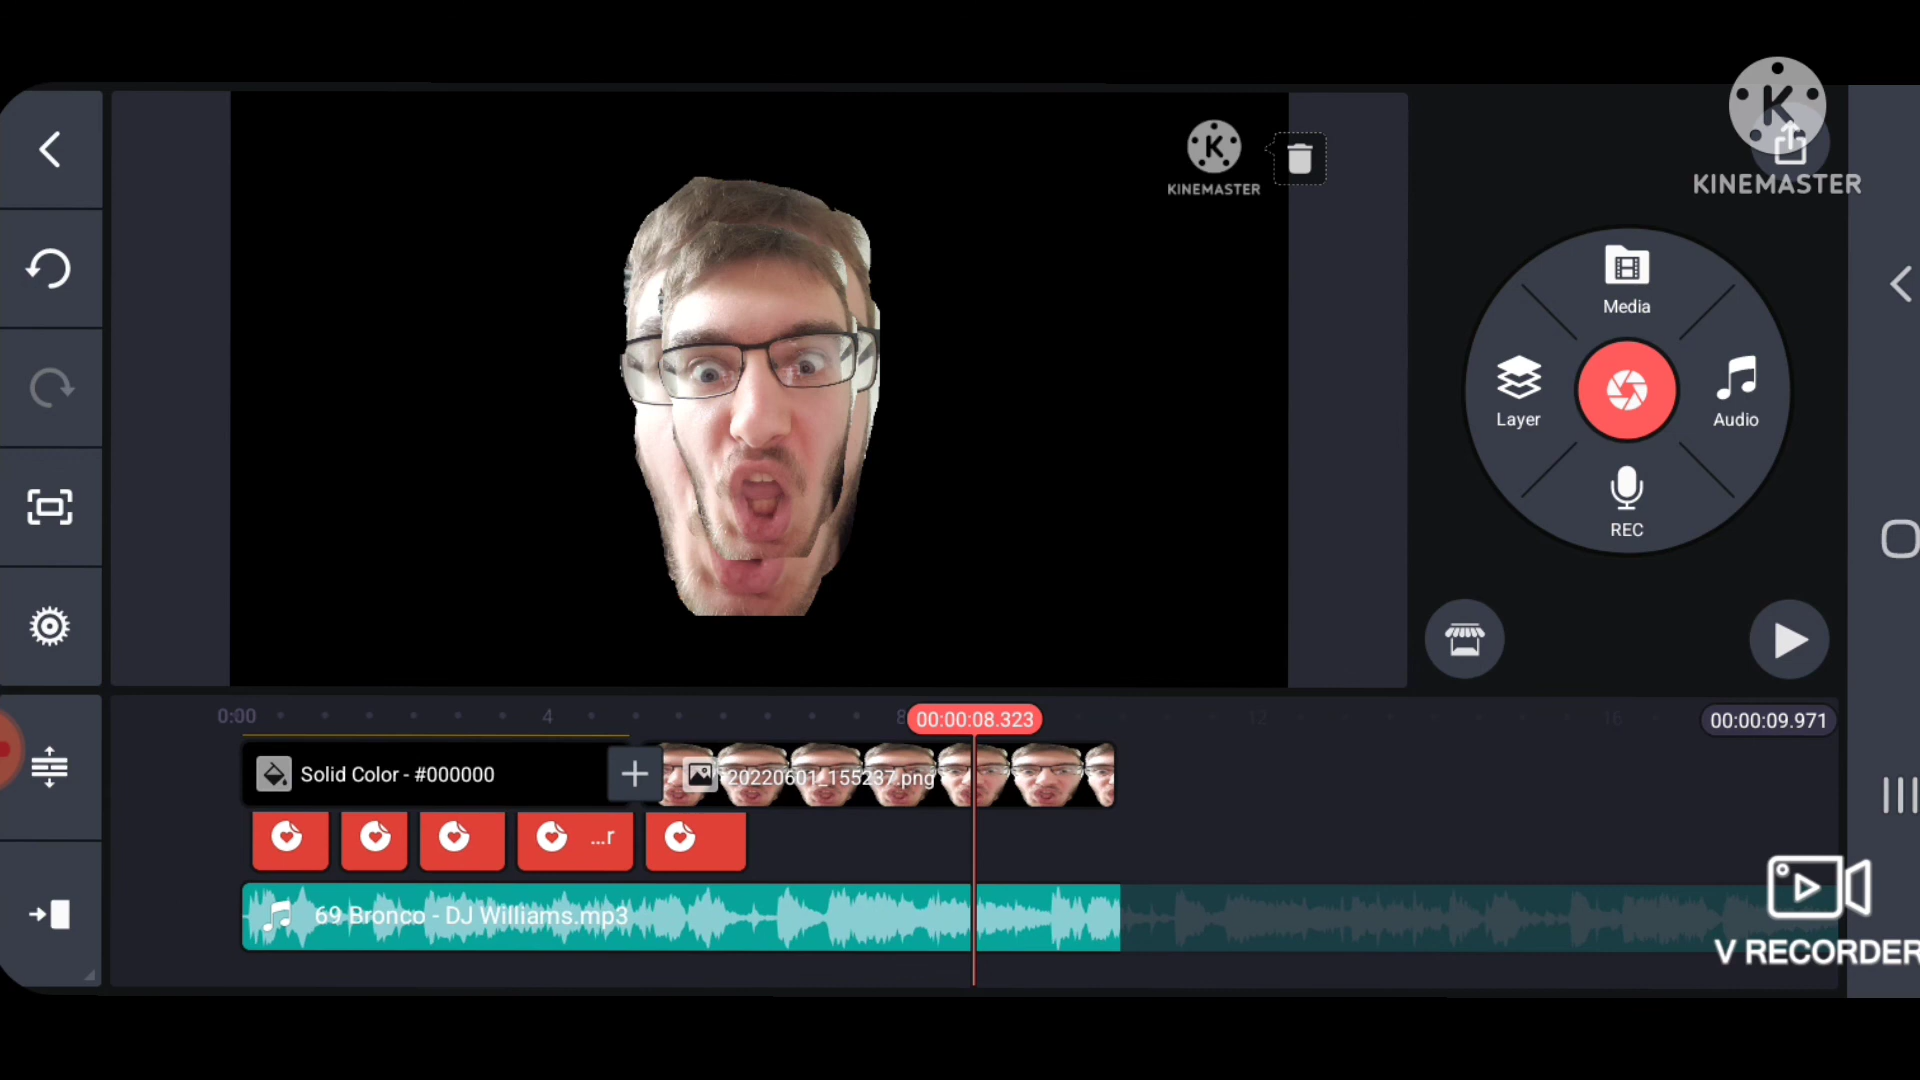 KINEMASTER
KINEMASTER
Media
Layer
Audio
REC
0:00
4
8
00:00:08.323
12
16
00:00:09.971
Solid Color - #000000
20220601_155237.png
...r
69 Bronco - DJ Williams.mp3
V RECORDER